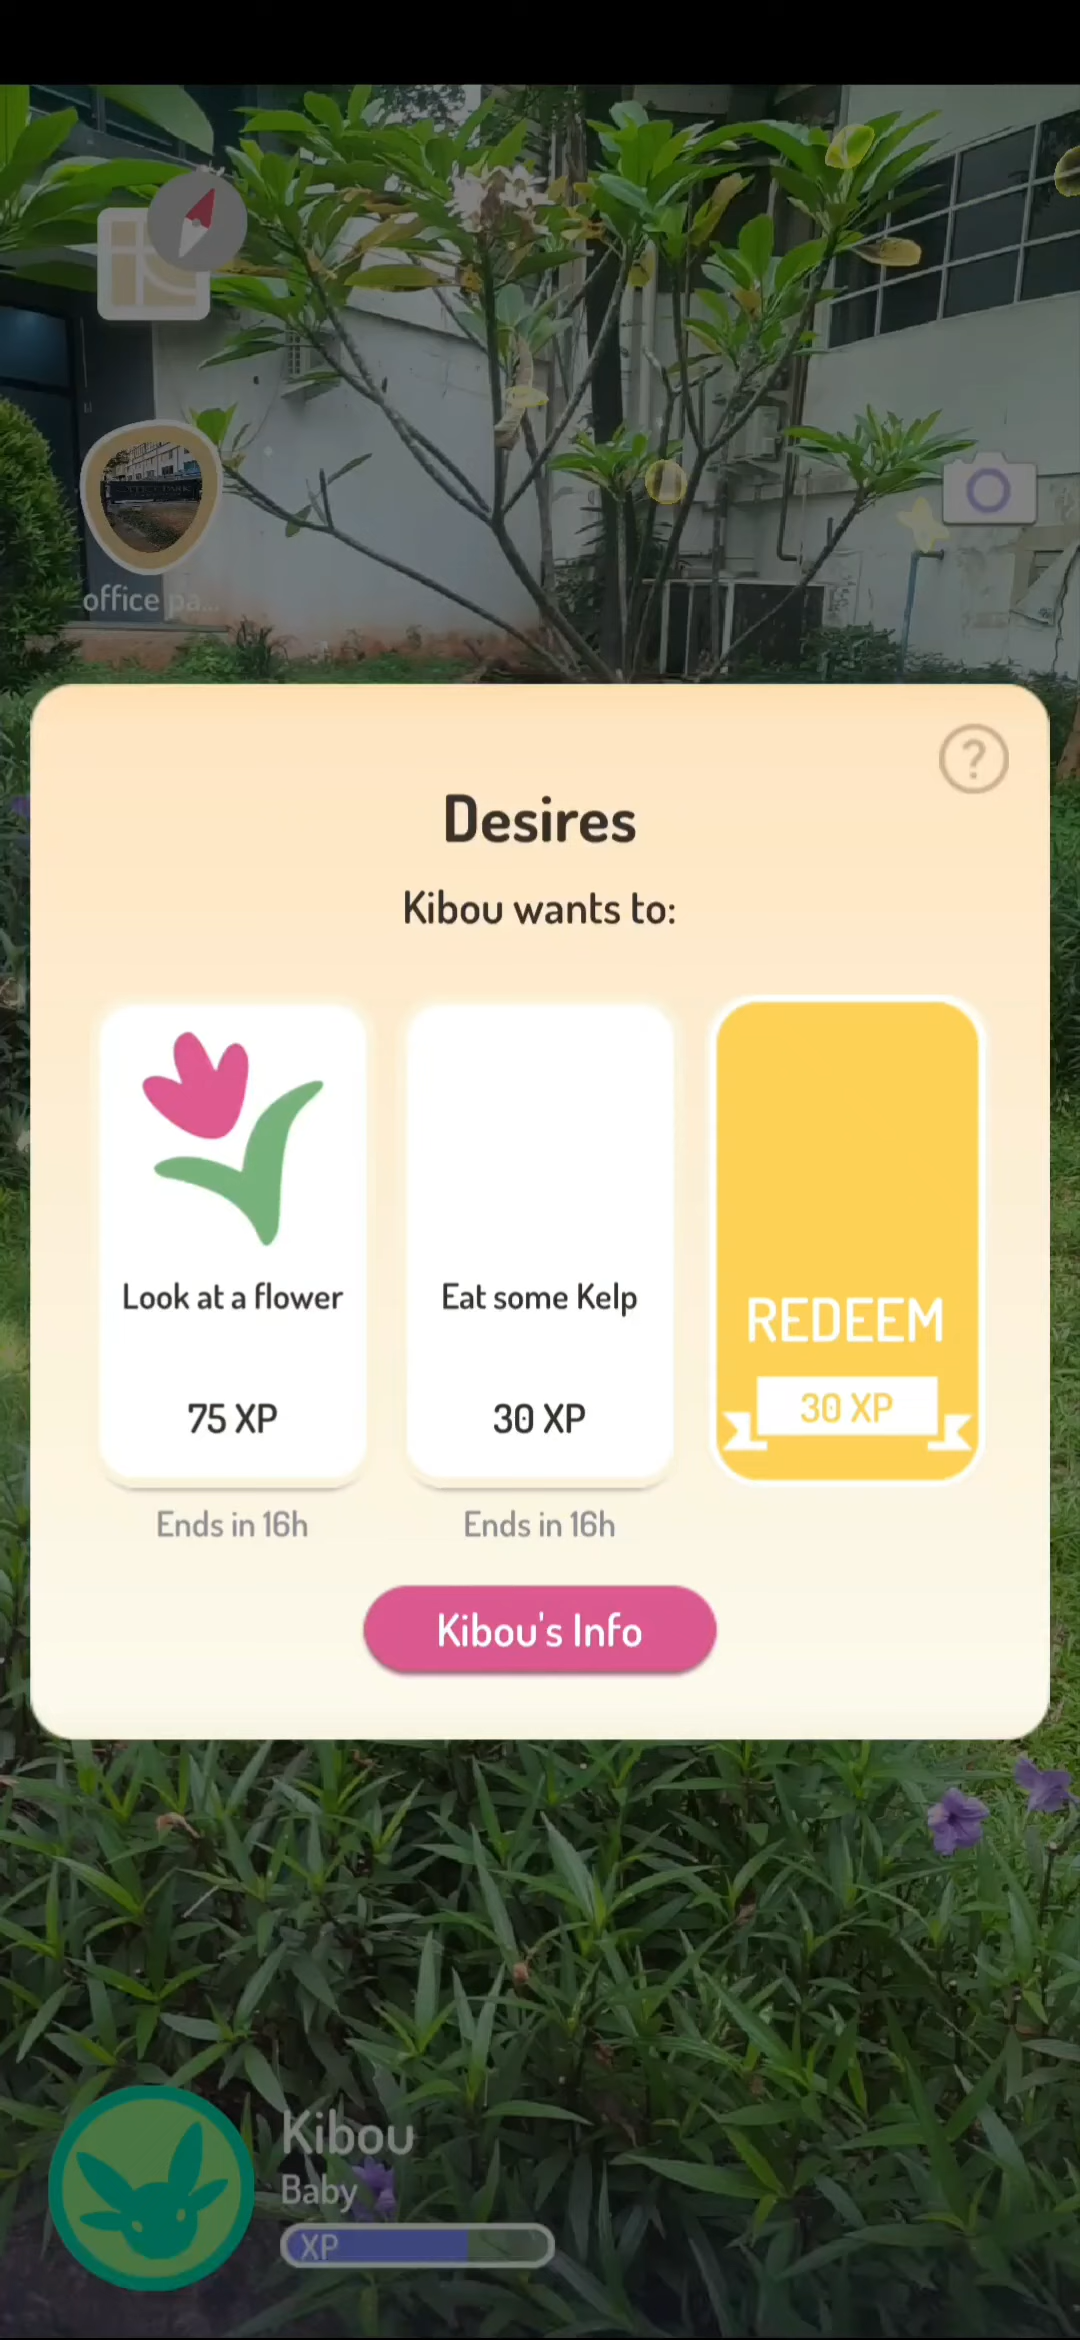 office pa...
Desires
?
Kibou wants to:
Look at a flower
75 XP
Ends in 16h
Eat some Kelp
30 XP
Ends in 16h
REDEEM
30 XP
Kibou's Info
Kibou
Baby
XP